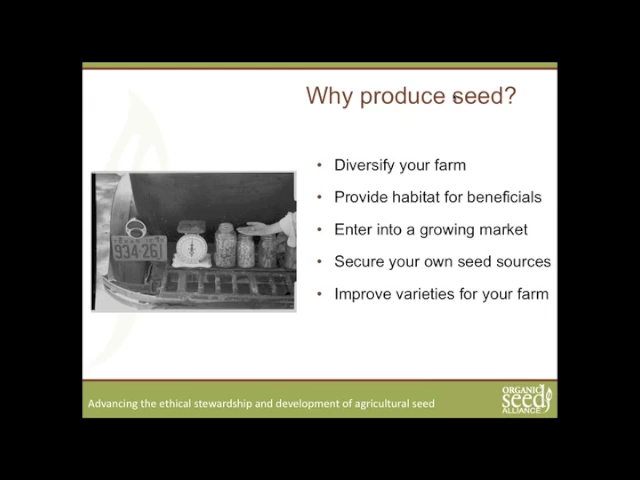 Why produce seed?
• Diversify your farm
• Provide habitat for beneficials
• Enter into a growing market
• Secure your own seed sources
• Improve varieties for your farm
934-261
Advancing the ethical stewardship and development of agricultural seed
ORGANIC
seed
ALLIANCE